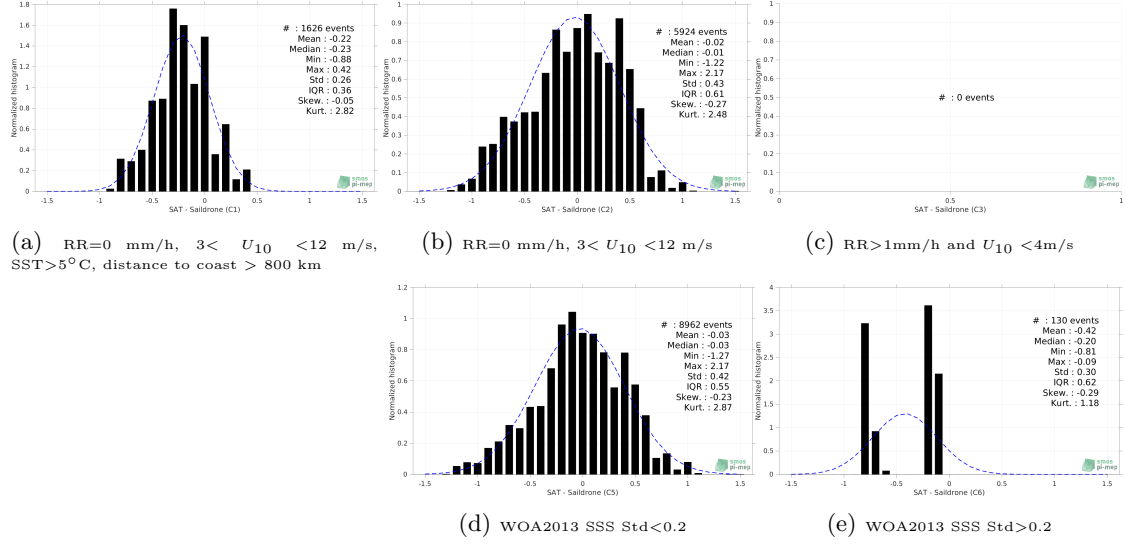 1.8
1.6
1.4
1.2
1
0.8
0.6
0.4
0.2
0
Normalized histogram
-1.5 -1 -0.5 0 0.5 1 1.5
SAT - Saildrone (C1)
# : 1626 events
Mean : -0.22
Median : -0.23
Min : -0.88
Max : 0.42
Std : 0.26
IQR : 0.36
Skew. : -0.05
Kurt. : 2.82
smos
pi-mep
1
0.9
0.8
0.7
0.6
0.5
0.4
0.3
0.2
0.1
0
Normalized histogram
-1.5 -1 -0.5 0 0.5 1 1.5
SAT - Saildrone (C2)
# : 5924 events
Mean : -0.02
Median : -0.01
Min : -1.22
Max : 2.17
Std : 0.43
IQR : 0.61
Skew. : -0.27
Kurt. : 2.48
smos
pi-mep
1
0.9
0.8
0.7
0.6
0.5
0.4
0.3
0.2
0.1
0
Normalized histogram
0 0.5 1
SAT - Saildrone (C3)
# : 0 events
smos
pi-mep
(a) RR=0 mm/h, 3< U10 <12 m/s,
SST>5°C, distance to coast > 800 km
(b) RR=0 mm/h, 3< U10 <12 m/s
(c) RR>1mm/h and U10 <4m/s
1.2
1
0.8
0.6
0.4
0.2
0
Normalized histogram
-1.5 -1 -0.5 0 0.5 1 1.5
SAT - Saildrone (C5)
# : 8962 events
Mean : -0.03
Median : -0.03
Min : -1.27
Max : 2.17
Std : 0.42
IQR : 0.55
Skew. : -0.23
Kurt. : 2.87
smos
pi-mep
4
3.5
3
2.5
2
1.5
1
0.5
0
Normalized histogram
-1.5 -1 -0.5 0 0.5 1 1.5
SAT - Saildrone (C6)
# : 130 events
Mean : -0.42
Median : -0.20
Min : -0.81
Max : -0.09
Std : 0.30
IQR : 0.62
Skew. : -0.29
Kurt. : 1.18
smos
pi-mep
(d) WOA2013 SSS Std<0.2
(e) WOA2013 SSS Std>0.2